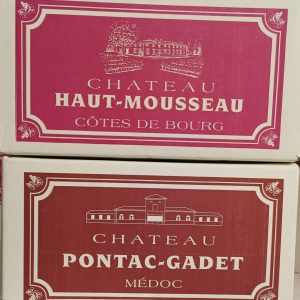 CHATEAU
HAUT-MOUSSEAU
CÔTES DE BOURG
CHATEAU
PONTAC-GADET
MÉDOC